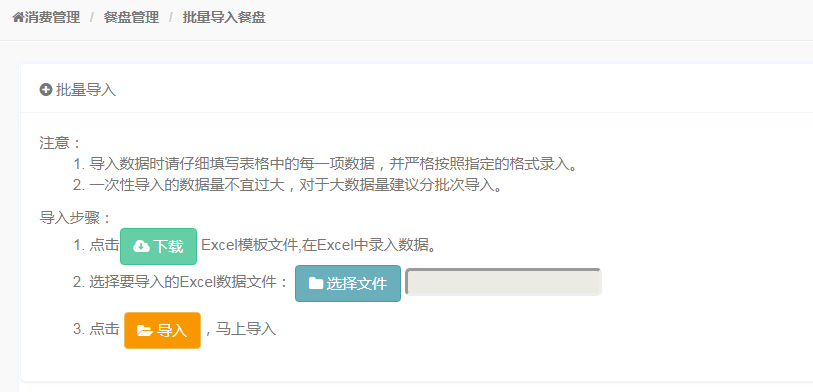 消费管理 / 餐盘管理 / 批量导入餐盘
批量导入
注意：
1. 导入数据时请仔细填写表格中的每一项数据，并严格按照指定的格式录入。
2. 一次性导入的数据量不宜过大，对于大数据量建议分批次导入。
导入步骤：
1. 点击 下载 Excel模板文件,在Excel中录入数据。
2. 选择要导入的Excel数据文件： 选择文件
3. 点击 导入 ，马上导入